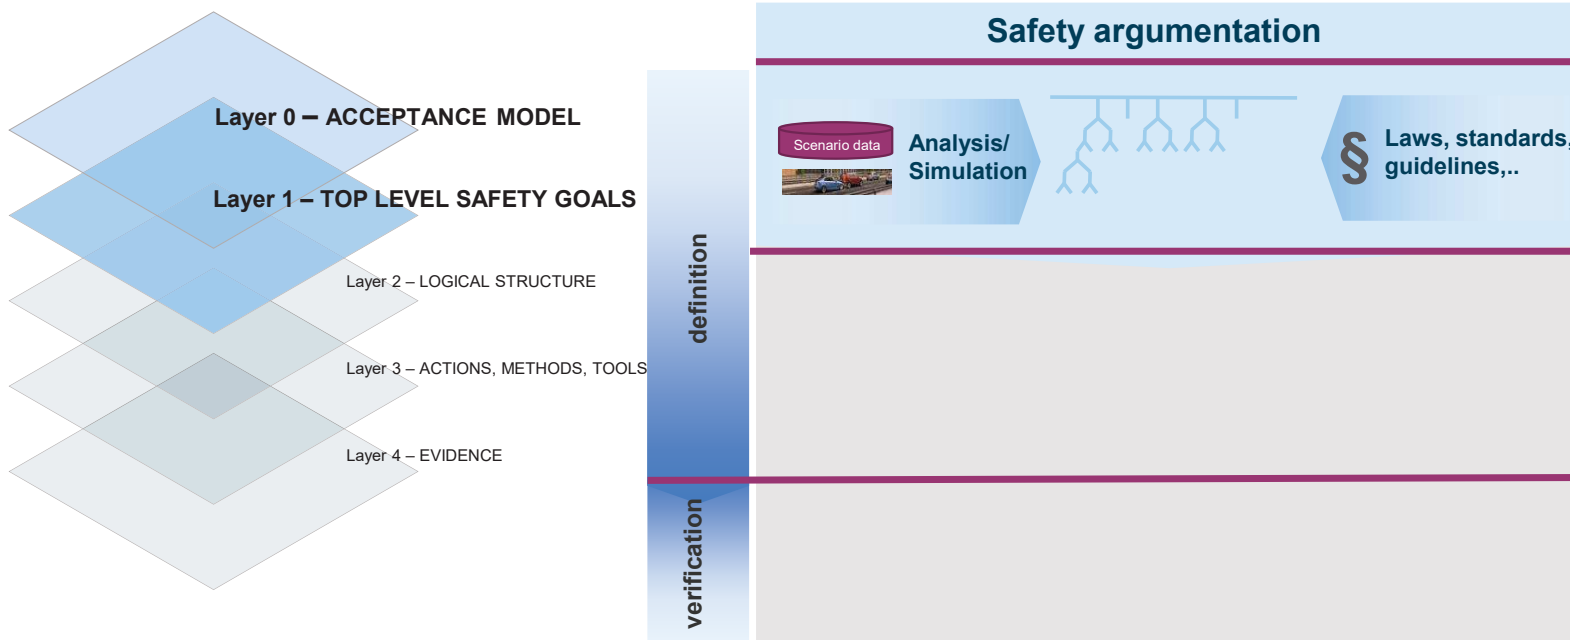 Safety argumentation
Layer 0 – ACCEPTANCE MODEL
Layer 1 – TOP LEVEL SAFETY GOALS
Layer 2 – LOGICAL STRUCTURE
Layer 3 – ACTIONS, METHODS, TOOLS
Layer 4 – EVIDENCE
definition
verification
Scenario data
Analysis/
Simulation
§
Laws, standards,
guidelines,..